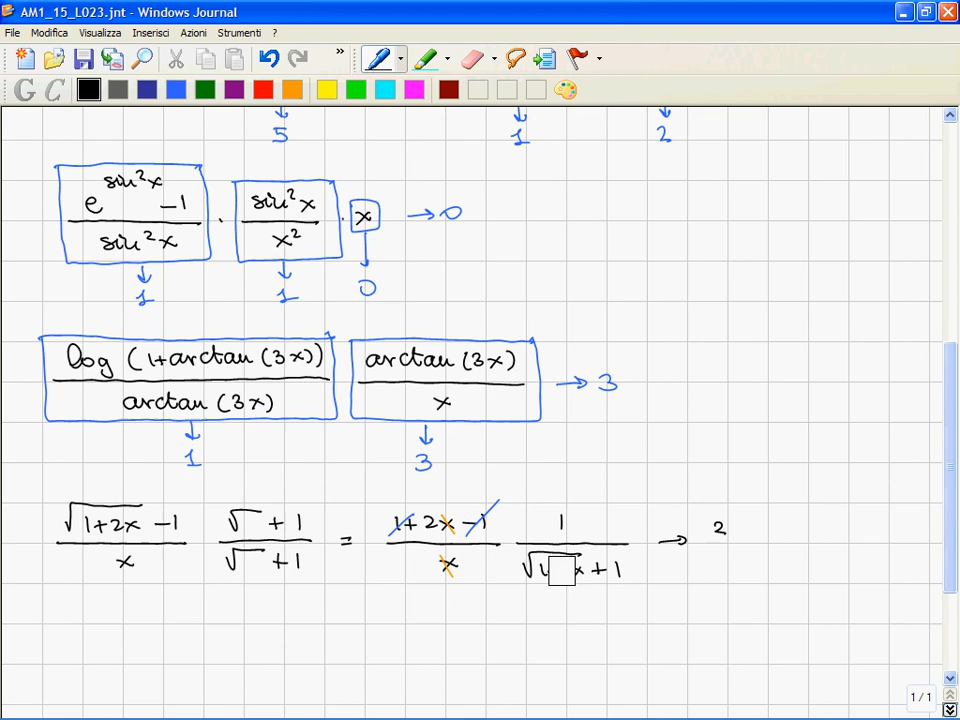 AM1_15_L023.jnt - Windows Journal
File Modifica Visualizza Inserisci Azioni Strumenti ?
»
G C
↓ ↓ ↓
5 1 2
e^(sin²x) −1 / sin²x · sin²x / x² · x → 0
↓ ↓ ↓
1 1 0
log (1+arctan (3x)) / arctan (3x) arctan (3x) / x → 3
↓ ↓
1 3
√(1+2x) −1 / x √ +1 / √ +1 = 1+2x −1 / x 1 / √1 x +1 → 2
1 / 1